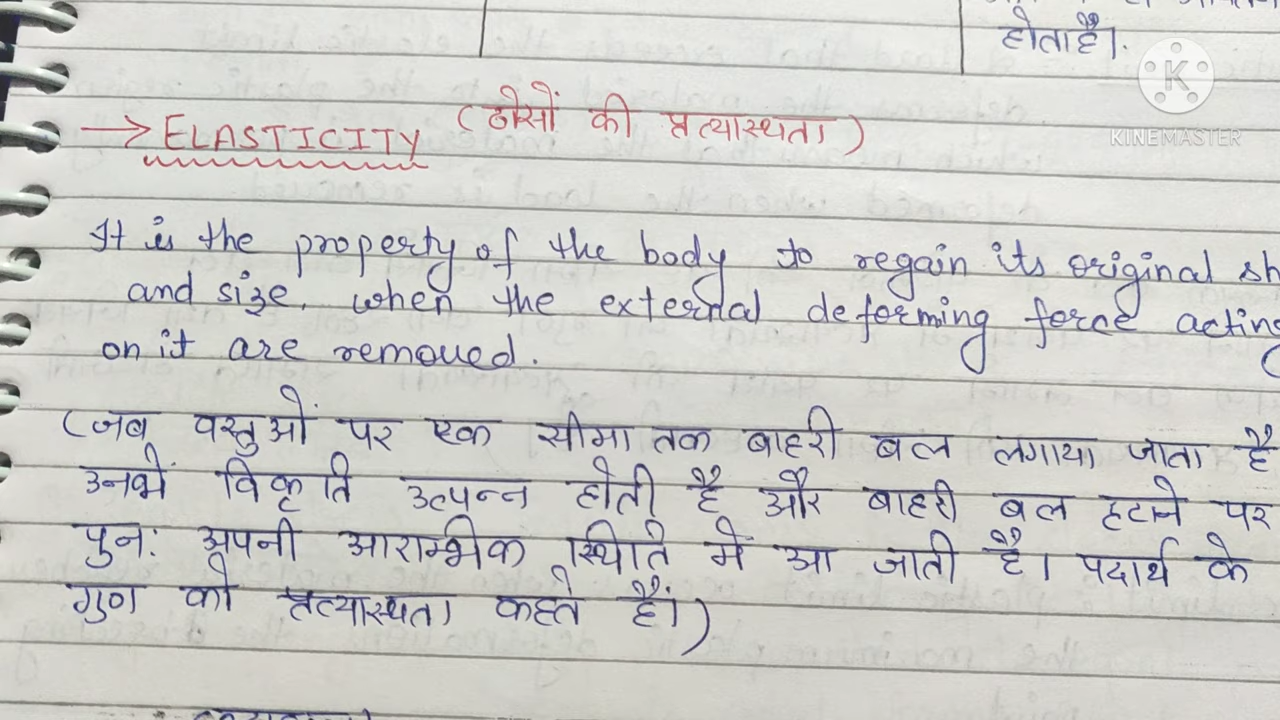 होता है।
K
KINEMASTER
→ ELASTICITY (ठोसों की प्रत्यास्थता)
It is the property of the body to regain its original sh
and size, when the external deforming force acting
on it are removed.
(जब वस्तुओं पर एक सीमा तक बाहरी बल लगाया जाता है
उनमें विकृति उत्पन्न होती है और बाहरी बल हटाने पर
पुनः अपनी आरम्भिक स्थिति में आ जाती है। पदार्थ के
गुण को प्रत्यास्थता कहते हैं।)